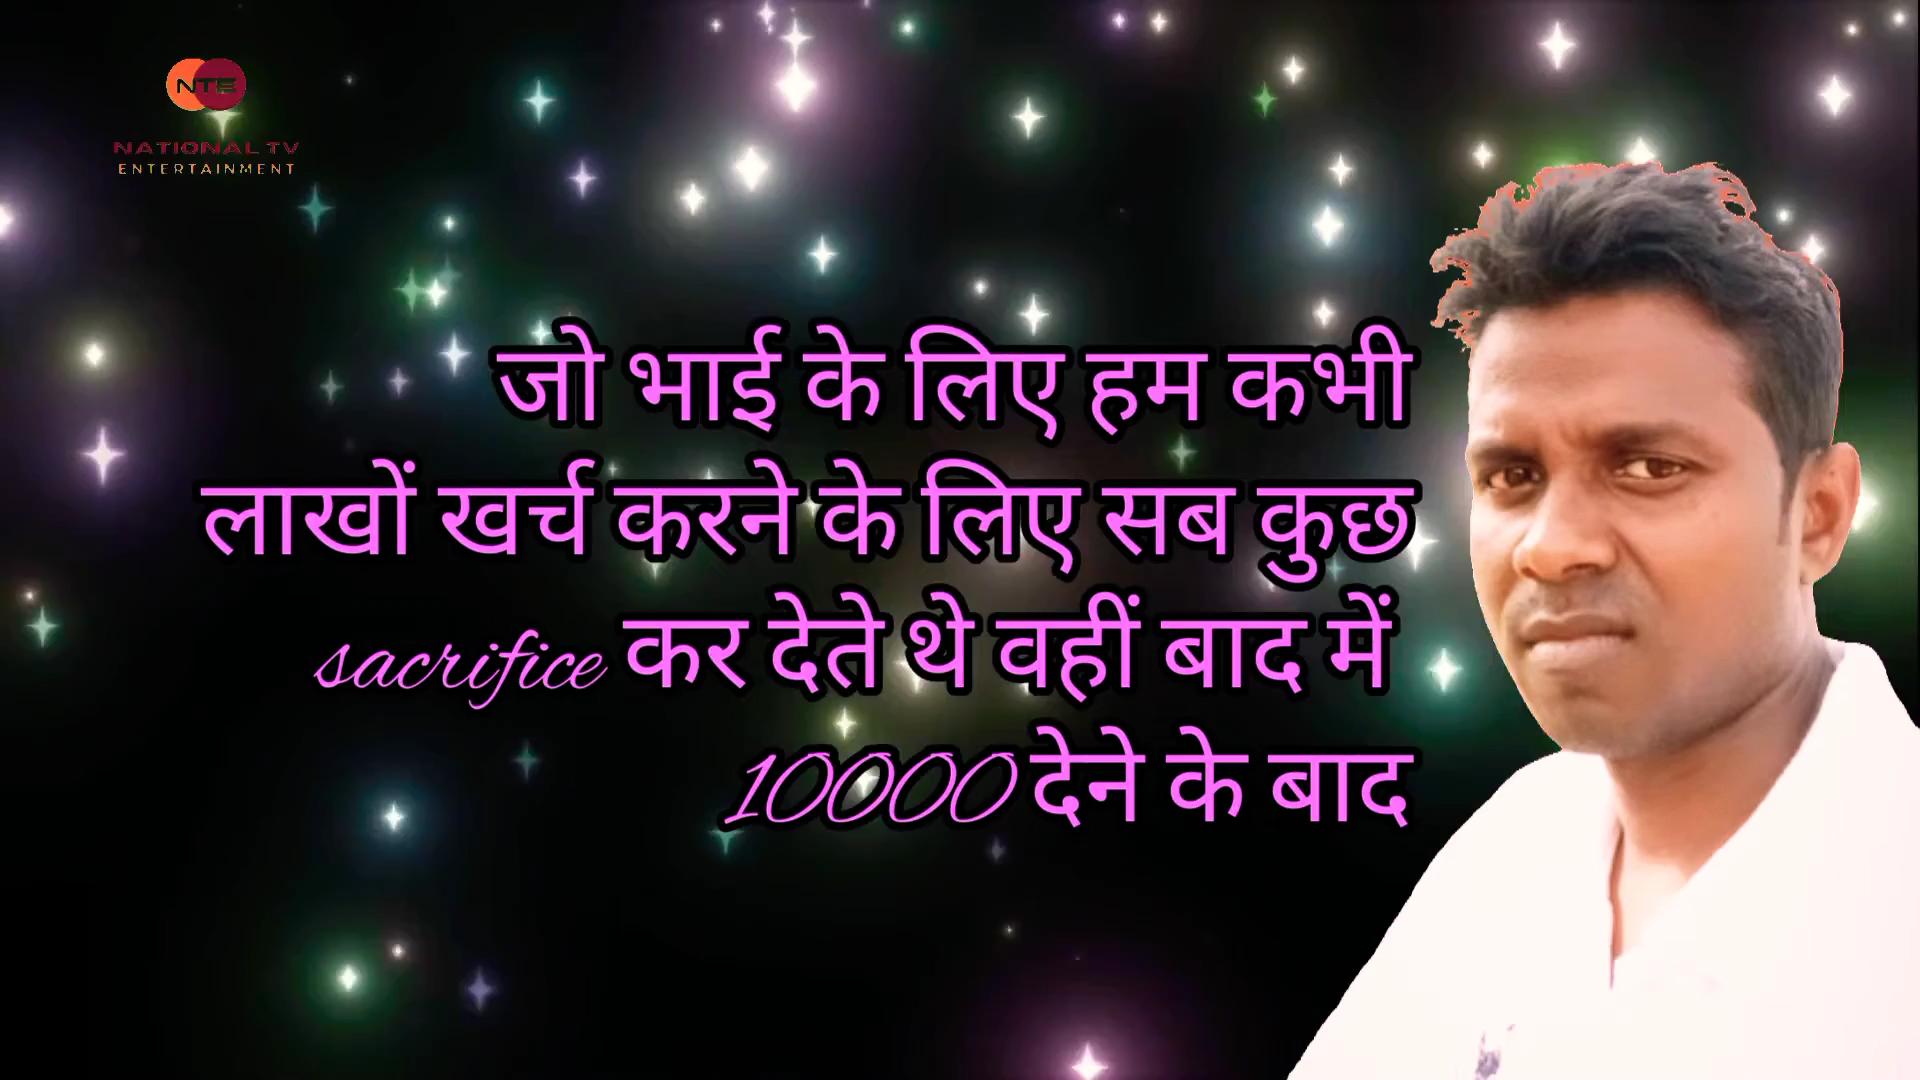 NTE
NATIONAL TV
ENTERTAINMENT
जो भाई के लिए हम कभी
लाखों खर्च करने के लिए सब कुछ
sacrifice कर देते थे वहीं बाद में
10000 देने के बाद